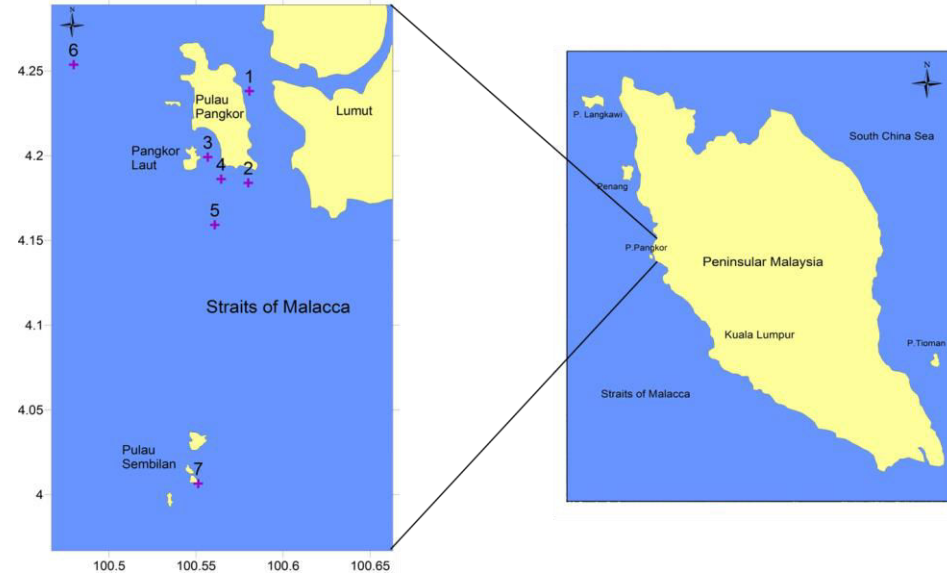 N
6
4.25
1
Pulau
Pangkor
Lumut
4.2
Pangkor
Laut
3
4
2
5
4.15
Straits of Malacca
4.1
4.05
Pulau
Sembilan
7
4
100.5
100.55
100.6
100.65
N
P. Langkawi
South China Sea
Penang
P.Pangkor
Peninsular Malaysia
Kuala Lumpur
P.Tioman
Straits of Malacca